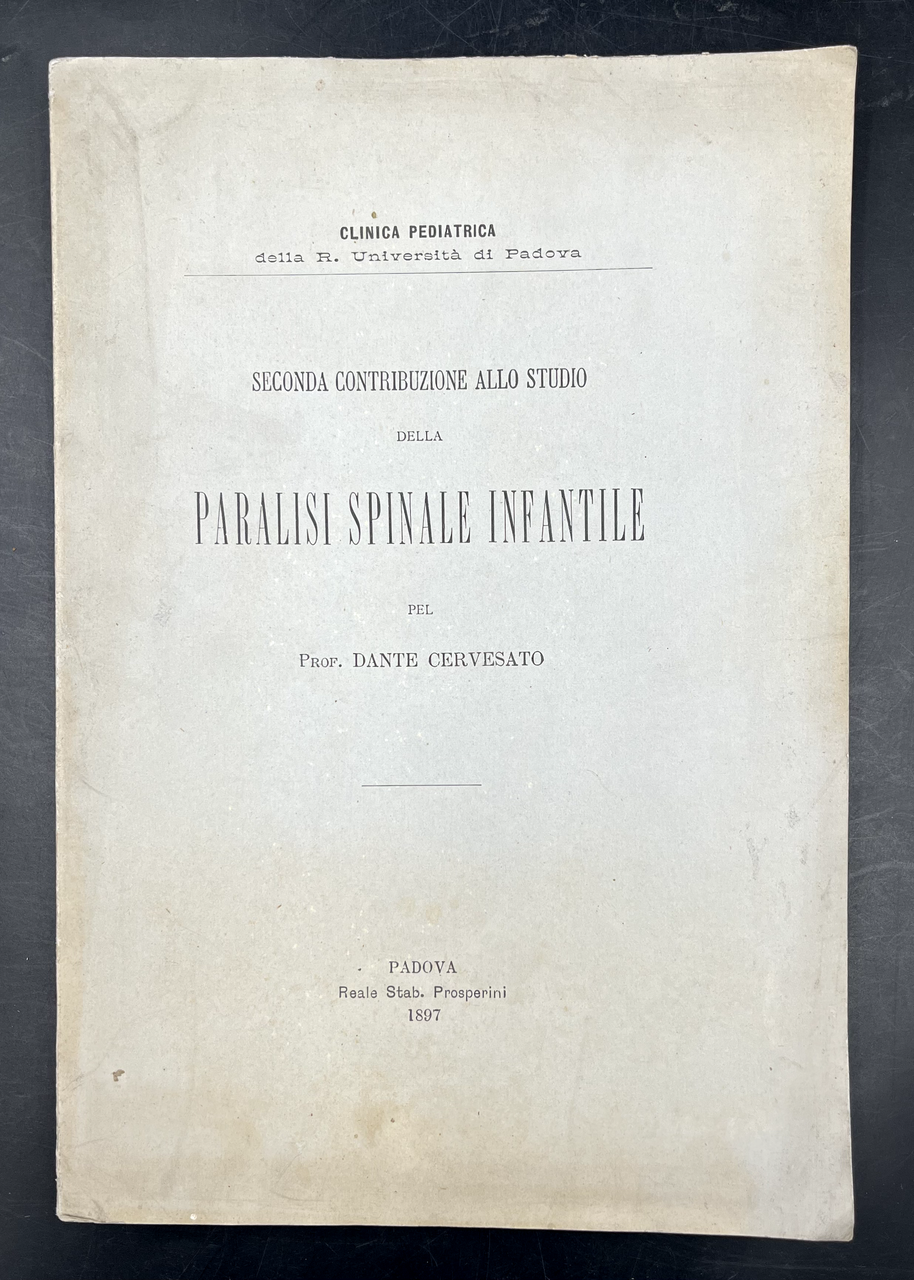 CLINICA PEDIATRICA
della R. Università di Padova
SECONDA CONTRIBUZIONE ALLO STUDIO
DELLA
PARALISI SPINALE INFANTILE
PEL
PROF. DANTE CERVESATO
PADOVA
Reale Stab. Prosperini
1897